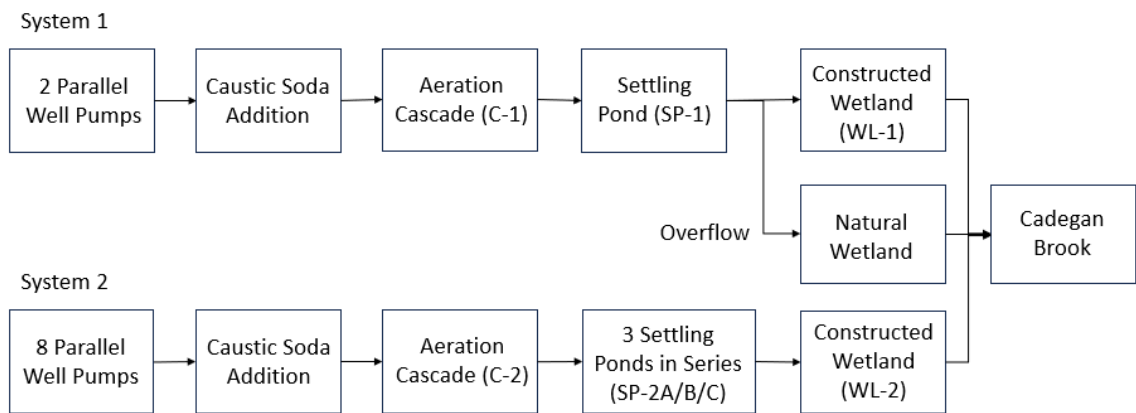 System 1
2 Parallel
Well Pumps
Caustic Soda
Addition
Aeration
Cascade (C-1)
Settling
Pond (SP-1)
Constructed
Wetland
(WL-1)
Overflow
Natural
Wetland
Cadegan
Brook
System 2
8 Parallel
Well Pumps
Caustic Soda
Addition
Aeration
Cascade (C-2)
3 Settling
Ponds in Series
(SP-2A/B/C)
Constructed
Wetland
(WL-2)